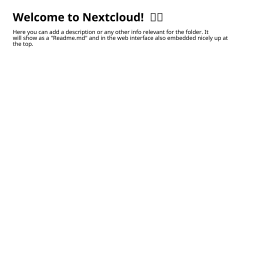 Welcome to Nextcloud!
Here you can add a description or any other info relevant for the folder. It
will show as a "Readme.md" and in the web interface also embedded nicely up at
the top.